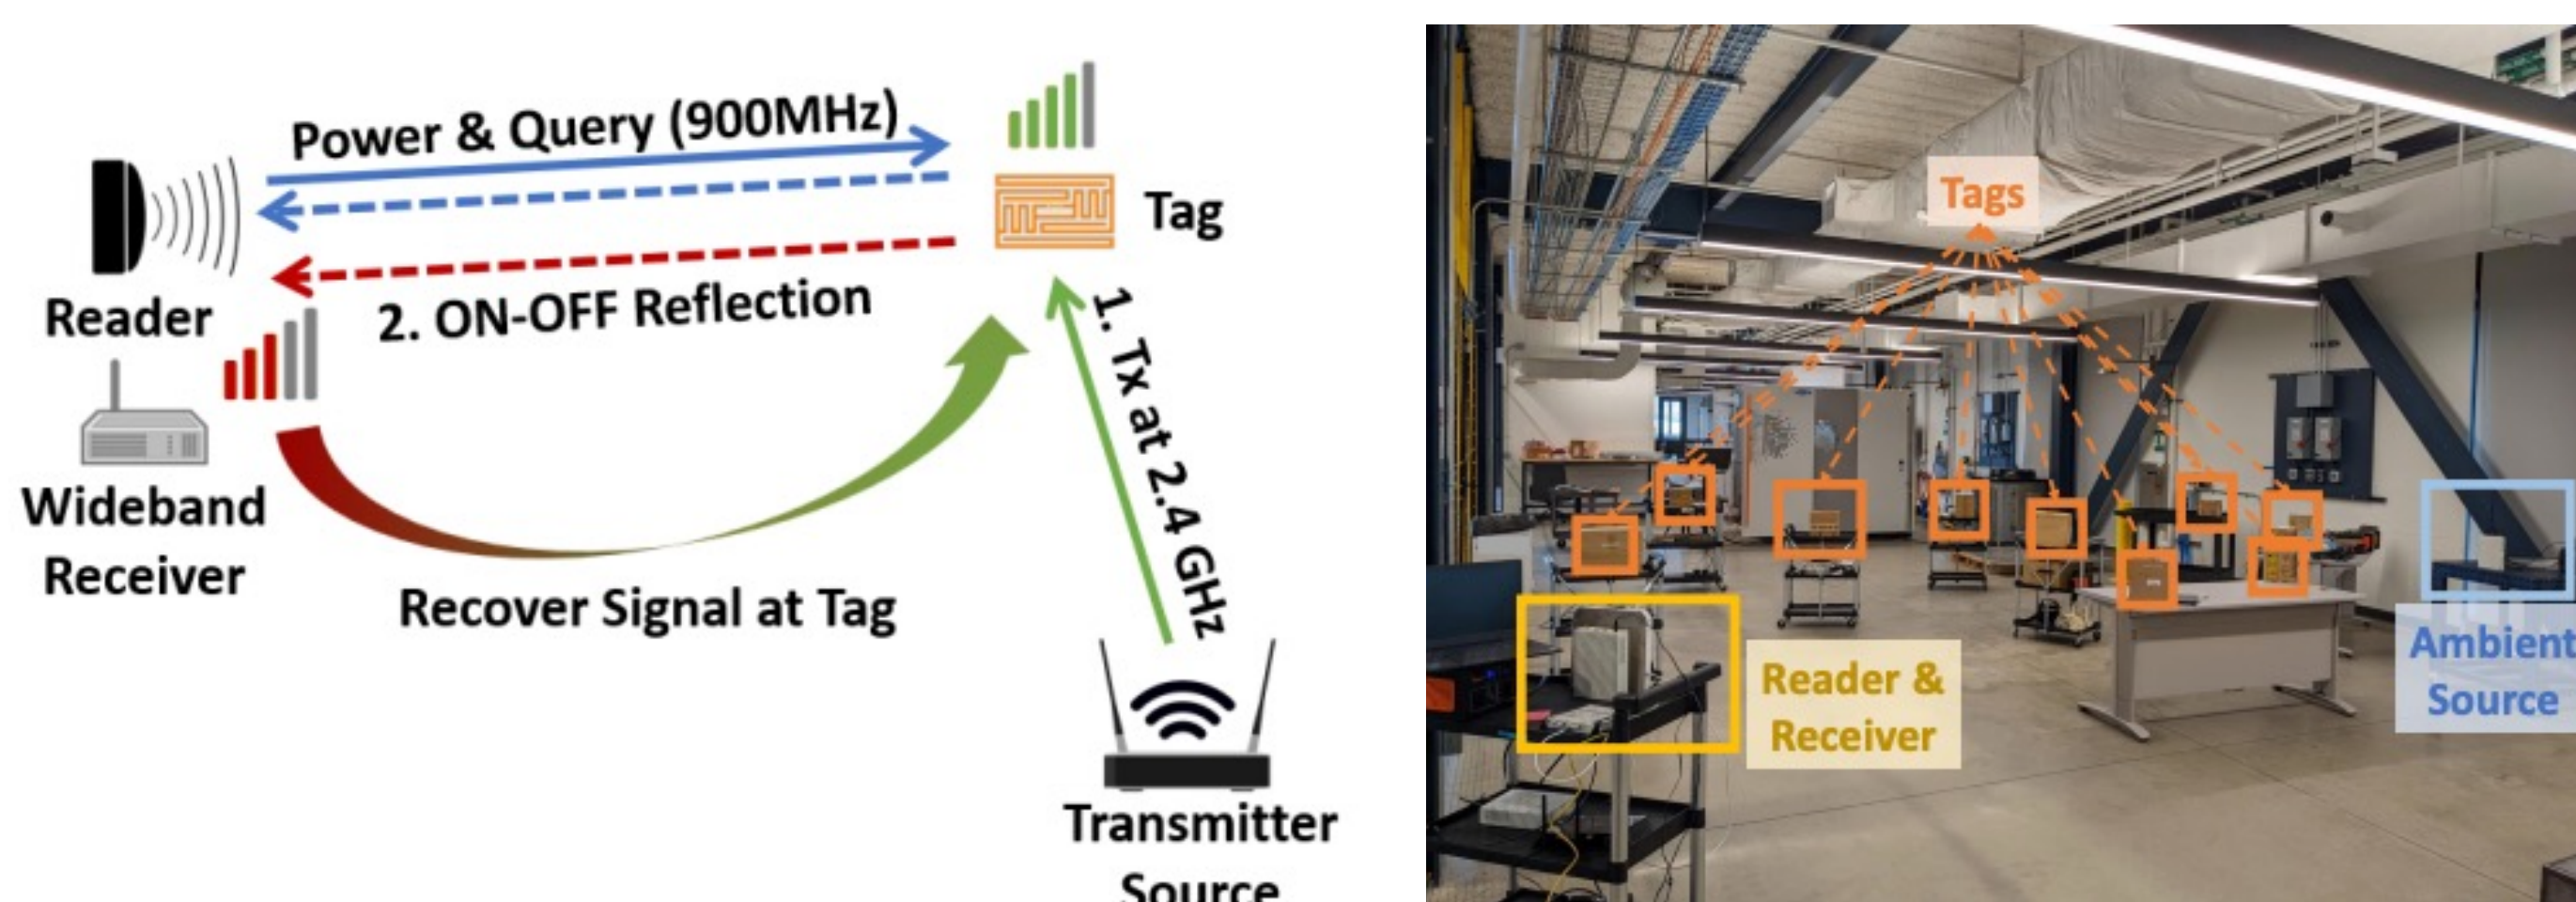 Power & Query (900MHz)
Tag
Reader
2. ON-OFF Reflection
1. Tx at 2.4 GHz
Wideband
Receiver
Recover Signal at Tag
Transmitter
Source
Tags
Reader &
Receiver
Ambient
Source